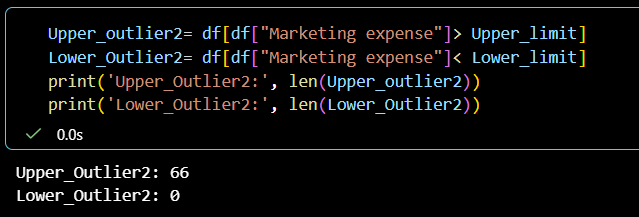 Upper_outlier2= df[df["Marketing expense"]> Upper_limit]
Lower_Outlier2= df[df["Marketing expense"]< Lower_limit]
print('Upper_Outlier2:', len(Upper_outlier2))
print('Lower_Outlier2:', len(Lower_Outlier2))
0.0s
Upper_Outlier2: 66
Lower_Outlier2: 0